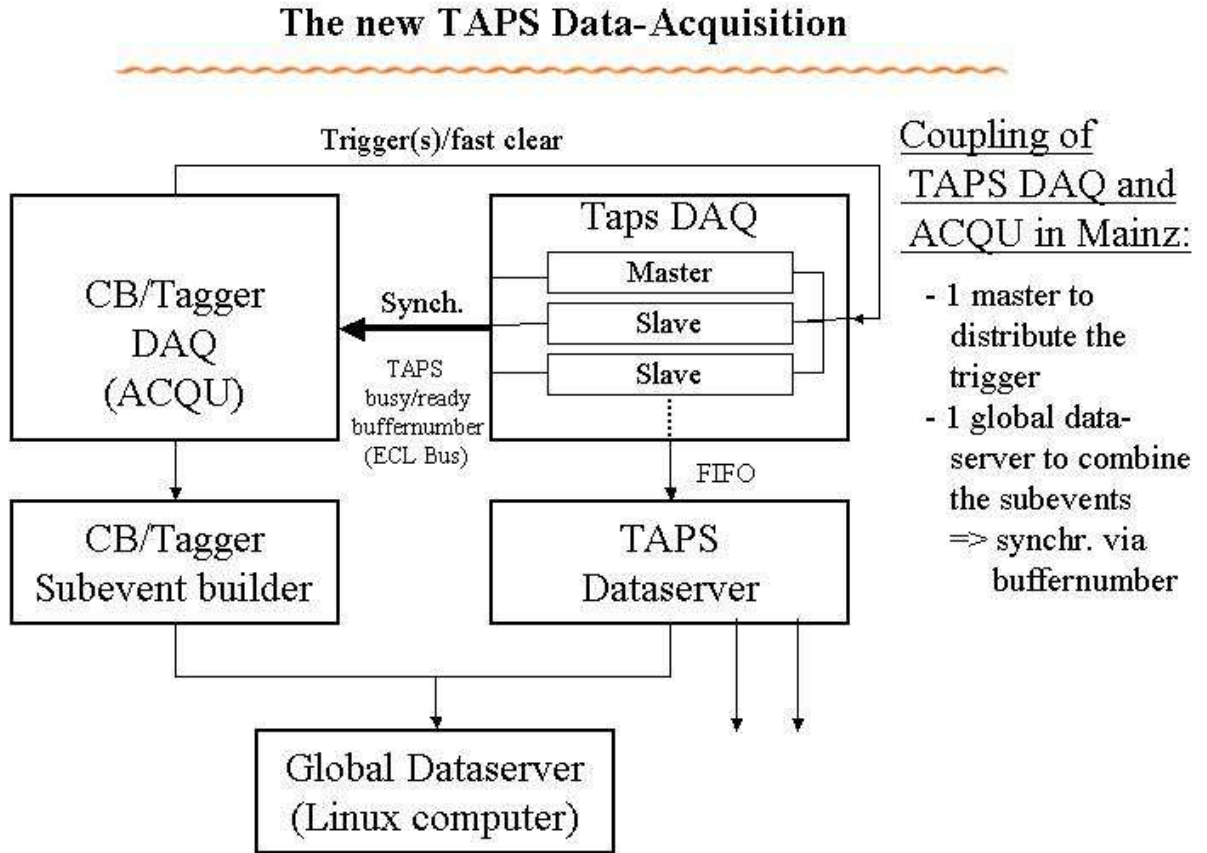 The new TAPS Data-Acquisition
Trigger(s)/fast clear
CB/Tagger
DAQ
(ACQU)
Synch.
TAPS
busy/ready
buffernumber
(ECL Bus)
Taps DAQ
Master
Slave
Slave
FIFO
CB/Tagger
Subevent builder
TAPS
Dataserver
Global Dataserver
(Linux computer)
Coupling of
TAPS DAQ and
ACQU in Mainz:
- 1 master to
distribute the
trigger
- 1 global data-
server to combine
the subevents
=> synchr. via
buffernumber